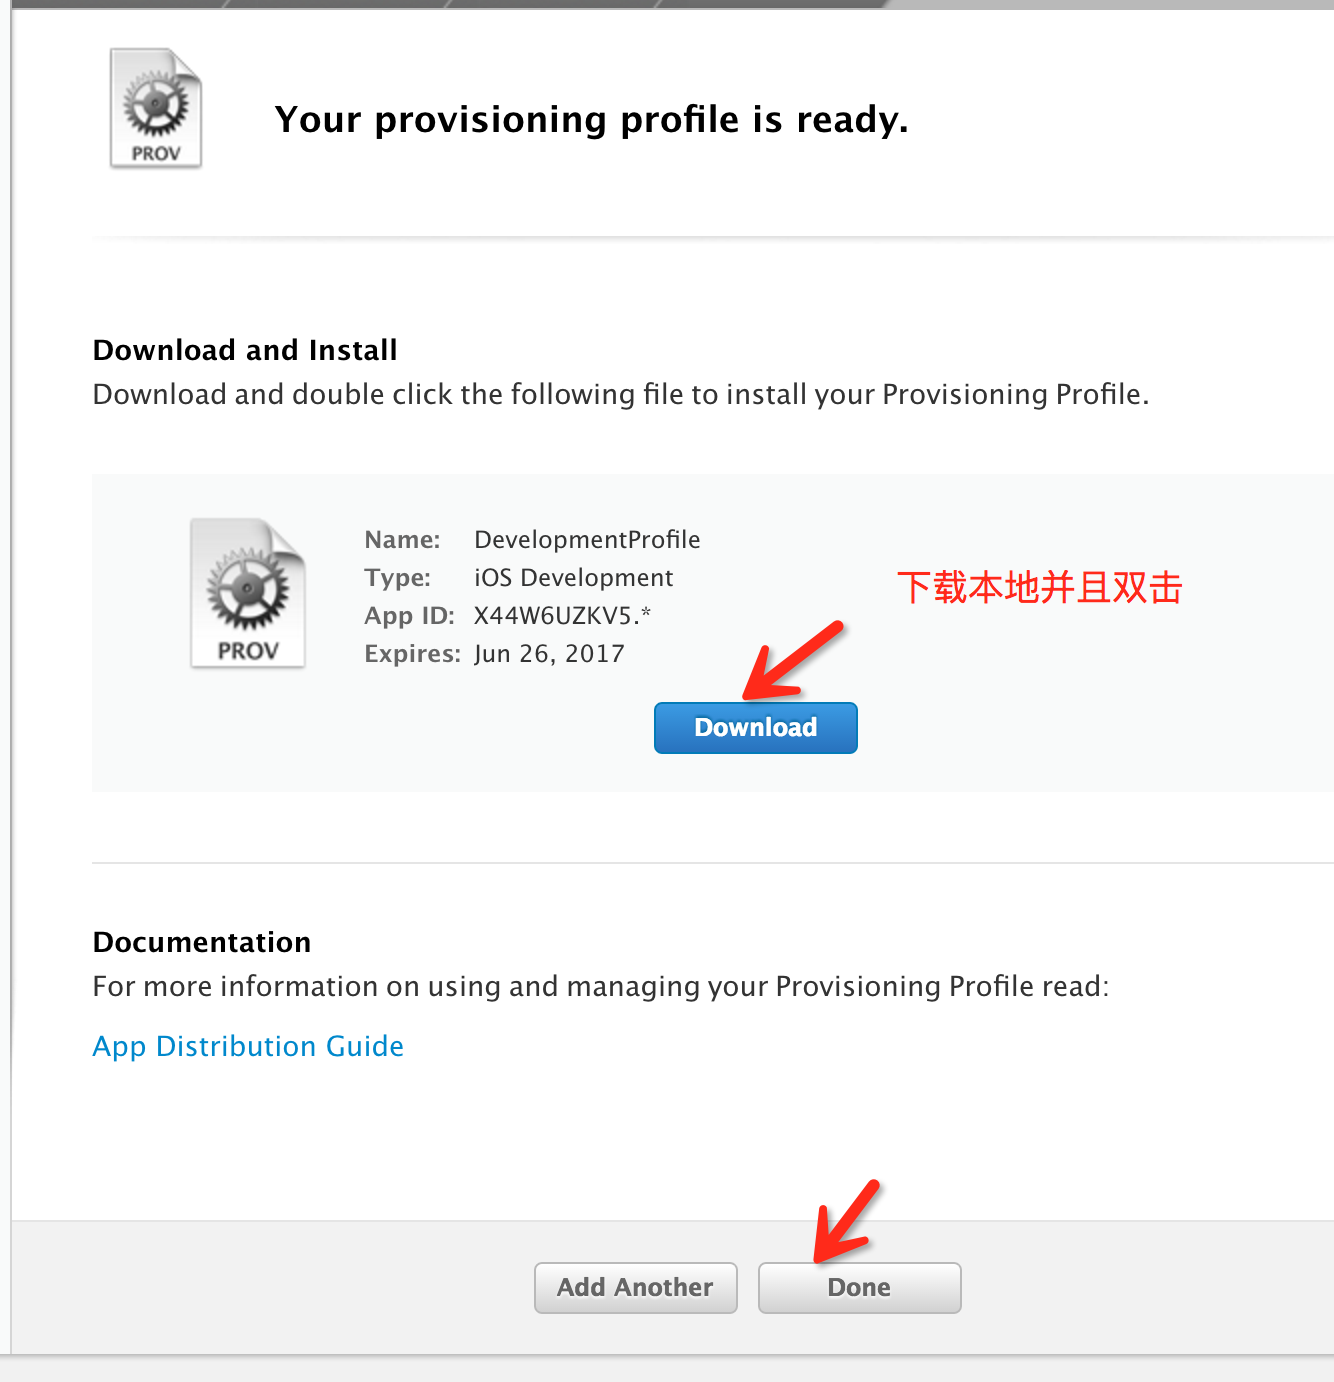 PROV
Your provisioning profile is ready.
Download and Install
Download and double click the following file to install your Provisioning Profile.
PROV
Name: DevelopmentProfile
Type: iOS Development
App ID: X44W6UZKV5.*
Expires: Jun 26, 2017
下载本地并且双击
Download
Documentation
For more information on using and managing your Provisioning Profile read:
App Distribution Guide
Add Another
Done